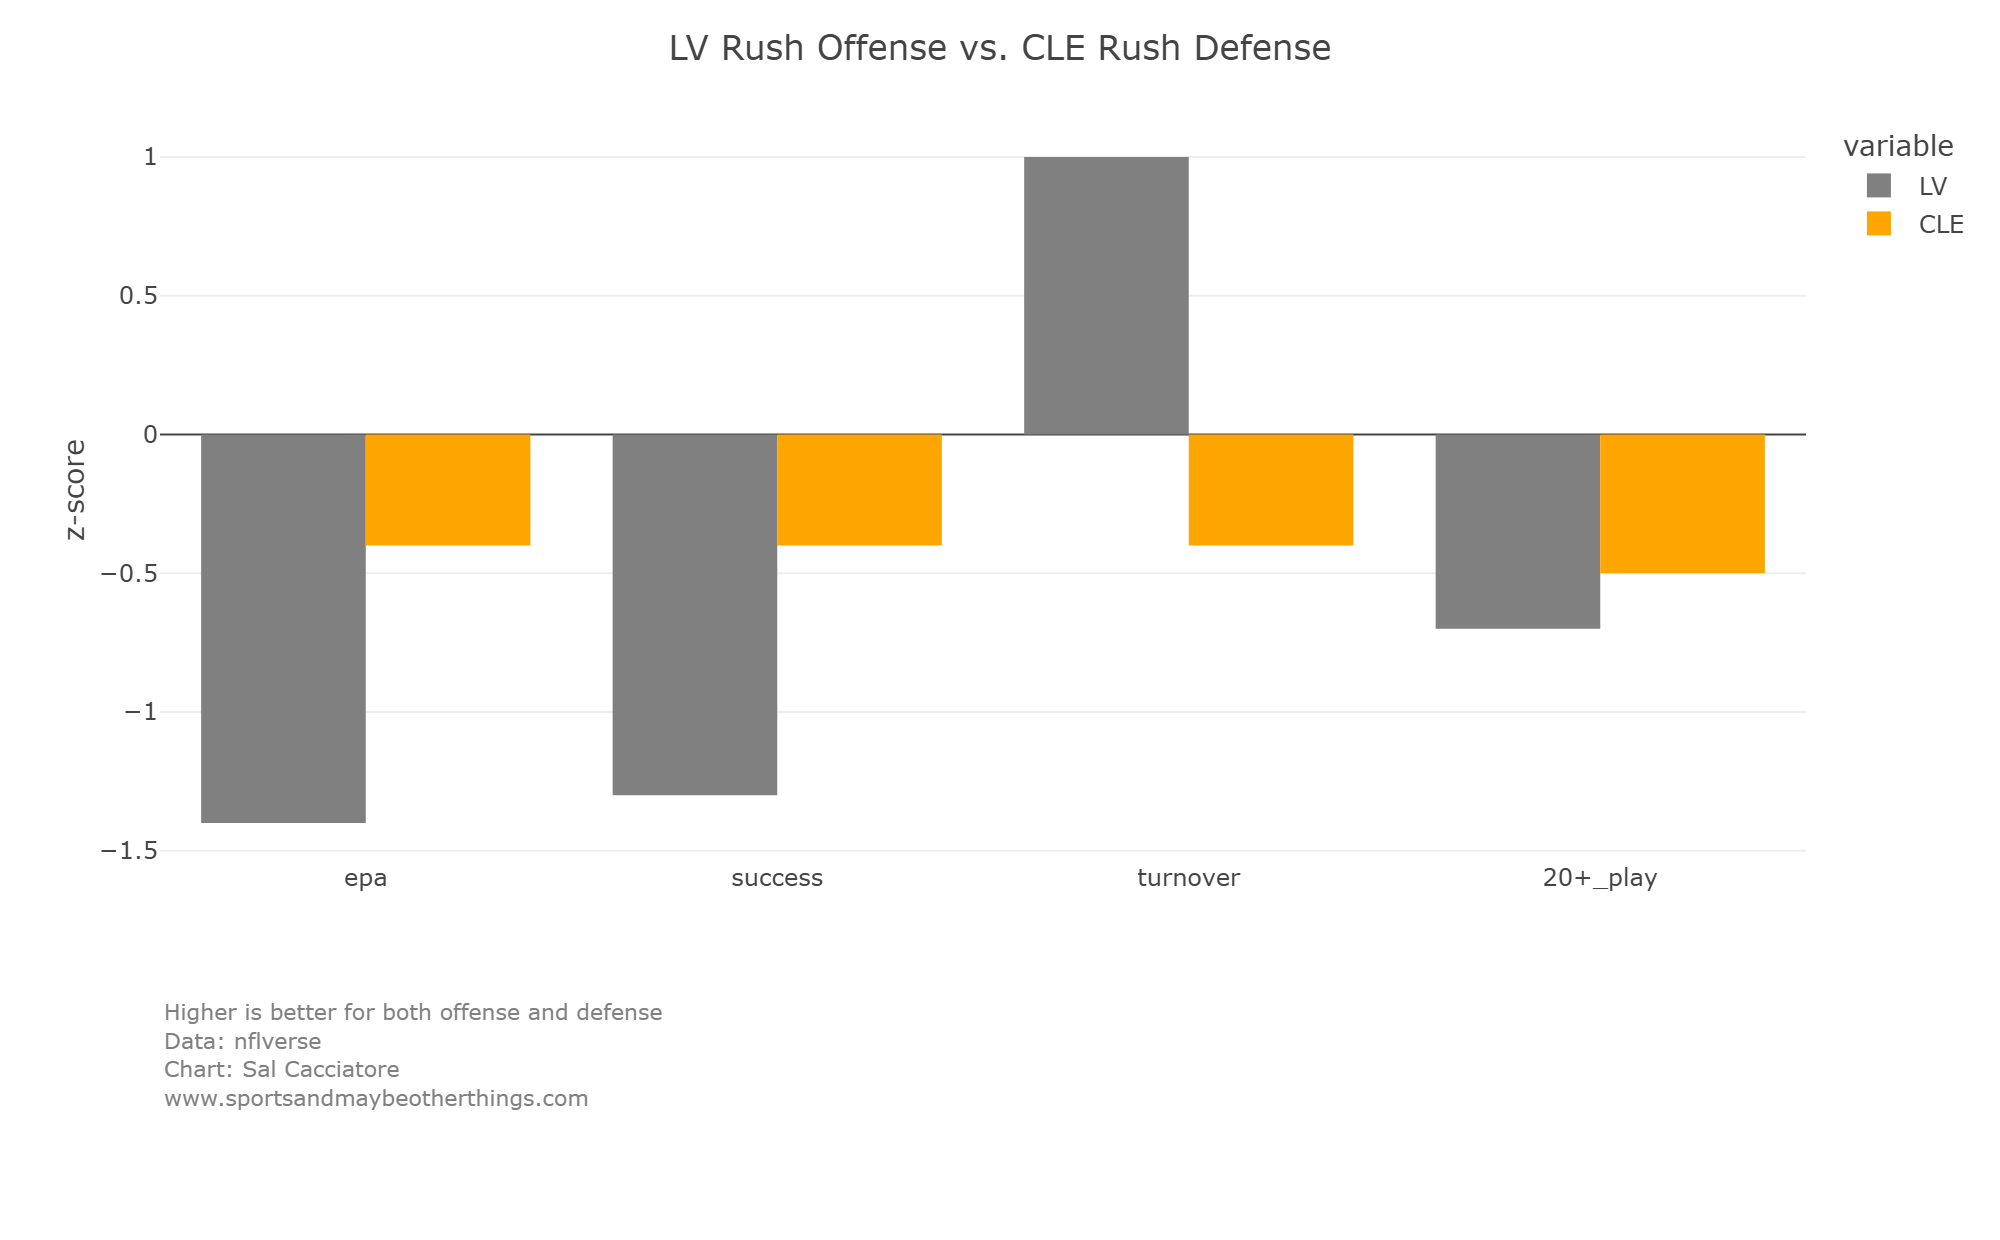 LV Rush Offense vs. CLE Rush Defense
variable
LV
CLE
z-score
1
0.5
0
−0.5
−1
−1.5
epa
success
turnover
20+_play
Higher is better for both offense and defense
Data: nflverse
Chart: Sal Cacciatore
www.sportsandmaybeotherthings.com